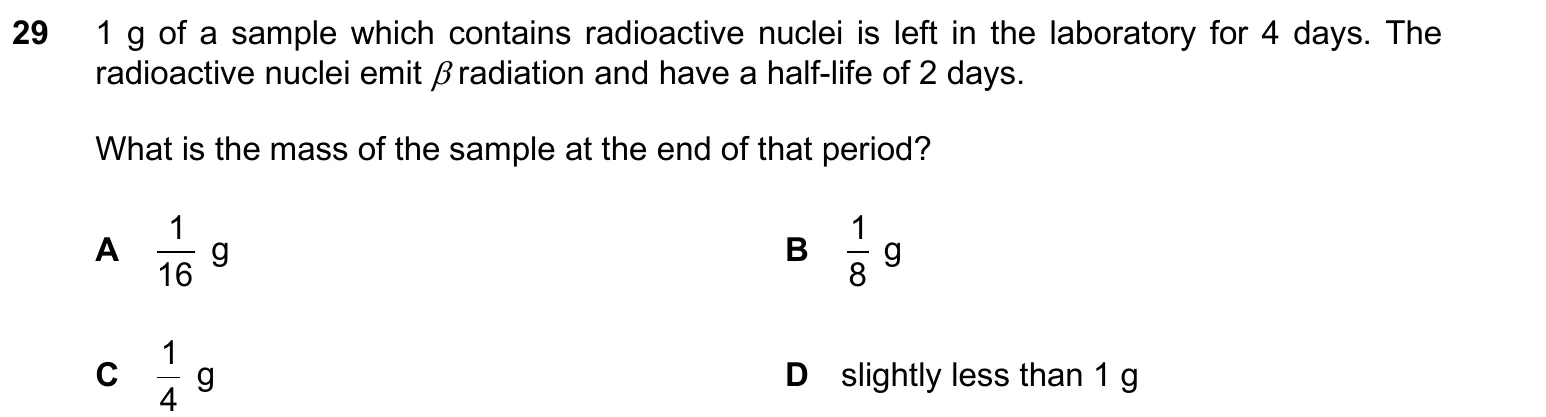 29 1 g of a sample which contains radioactive nuclei is left in the laboratory for 4 days. The
radioactive nuclei emit β radiation and have a half-life of 2 days.
What is the mass of the sample at the end of that period?
A 1/16 g B 1/8 g
C 1/4 g D slightly less than 1 g